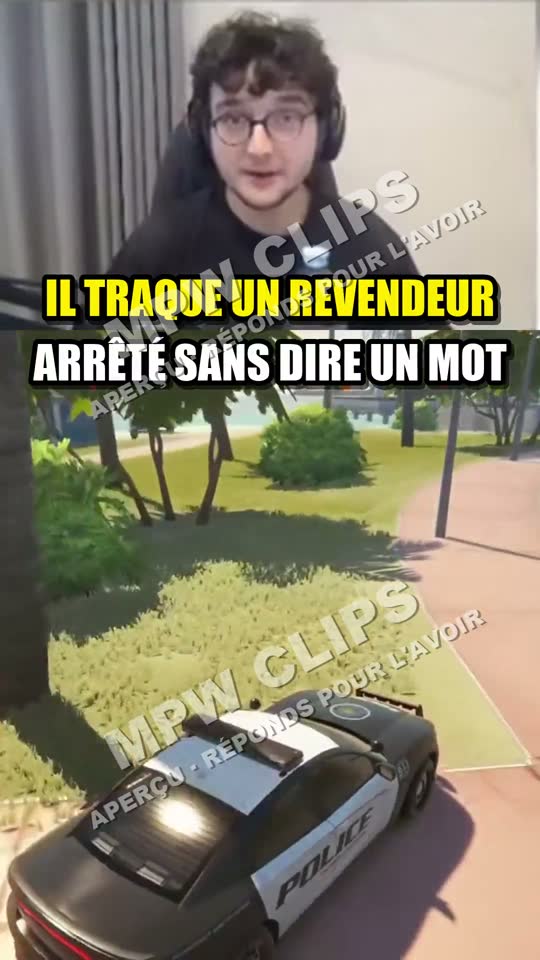 MPW CLIPS
APERÇU - RÉPONDS POUR L'AVOIR
IL TRAQUE UN REVENDEUR
ARRÊTÉ SANS DIRE UN MOT
MPW CLIPS
APERÇU - RÉPONDS POUR L'AVOIR
POLICE